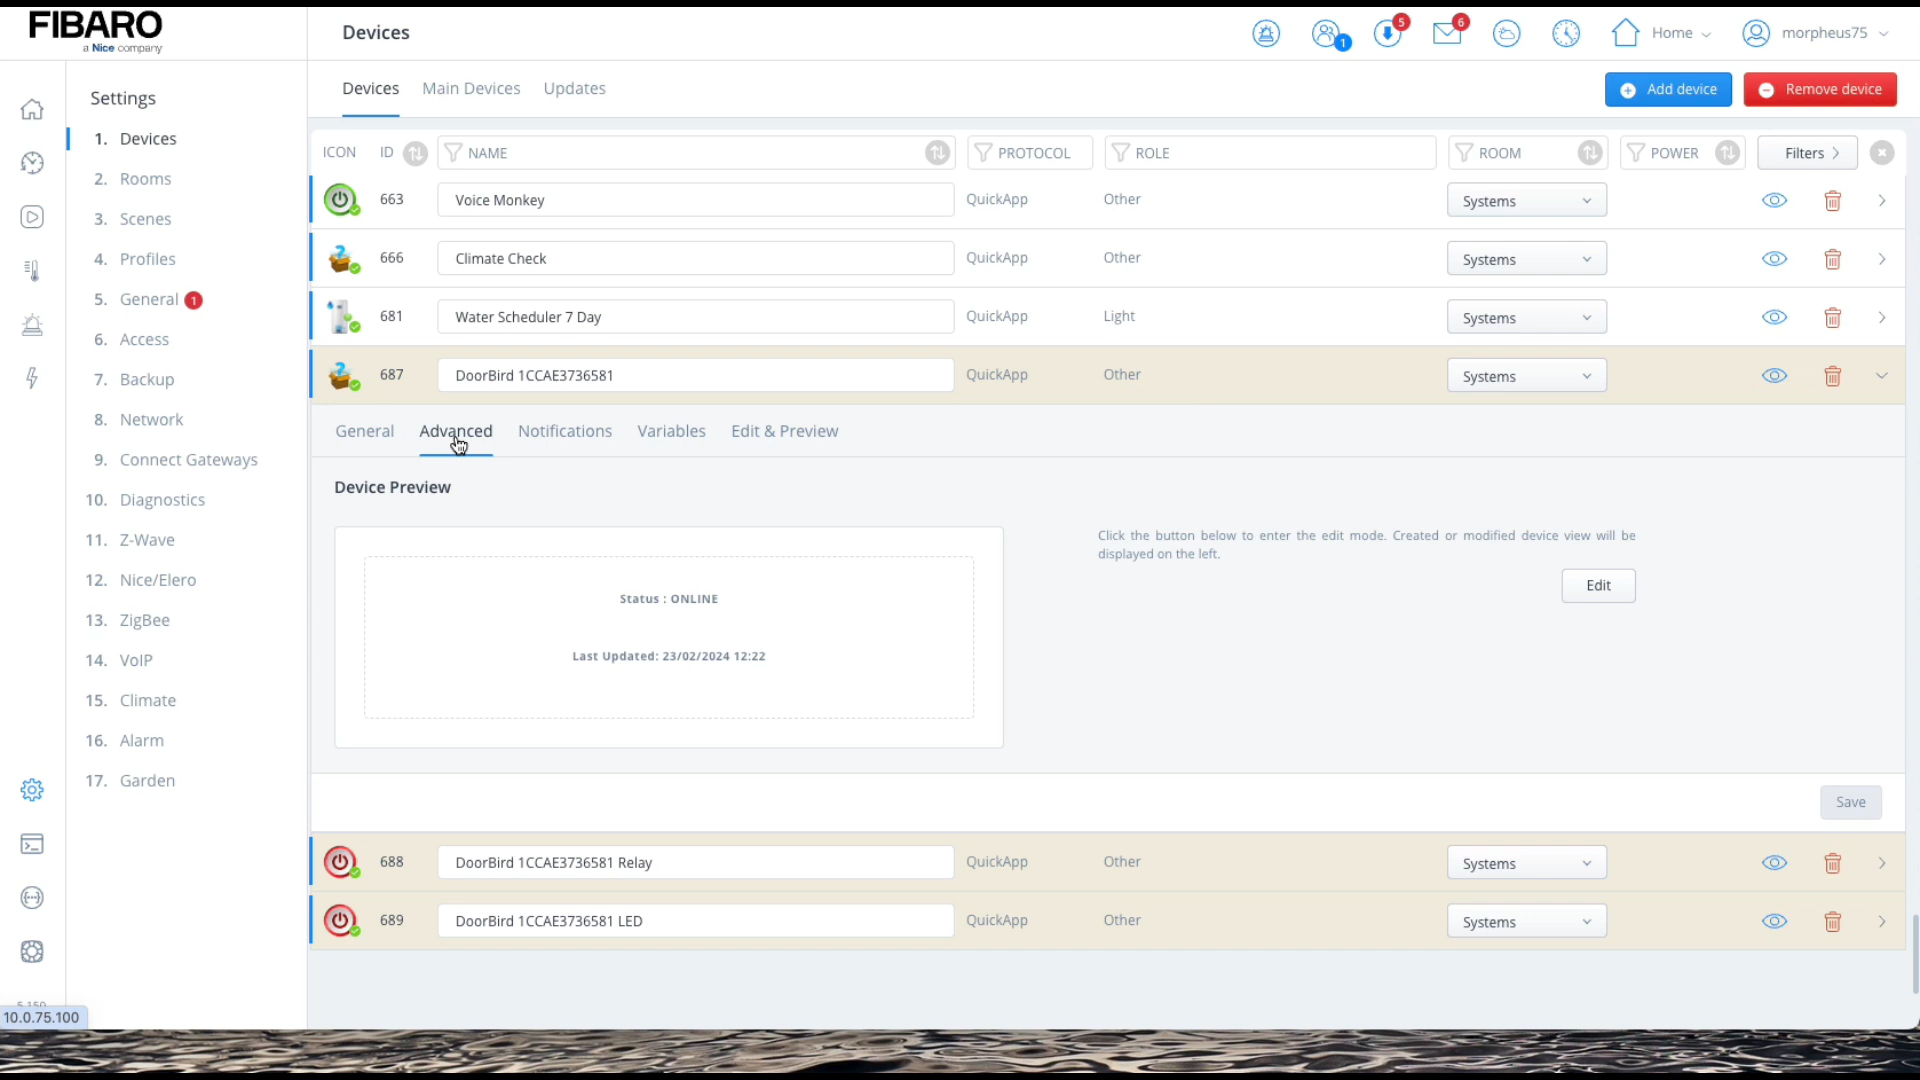 FIBARO
a Nice company
Devices
5
6
1
Home
morpheus75
Settings
1. Devices
2. Rooms
3. Scenes
4. Profiles
5. General 1
6. Access
7. Backup
8. Network
9. Connect Gateways
10. Diagnostics
11. Z-Wave
12. Nice/Elero
13. ZigBee
14. VoIP
15. Climate
16. Alarm
17. Garden
5.150
10.0.75.100
Devices Main Devices Updates
Add device Remove device
ICON ID NAME PROTOCOL ROLE ROOM POWER Filters
663 Voice Monkey QuickApp Other Systems
666 Climate Check QuickApp Other Systems
681 Water Scheduler 7 Day QuickApp Light Systems
687 DoorBird 1CCAE3736581 QuickApp Other Systems
General Advanced Notifications Variables Edit & Preview
Device Preview
Status : ONLINE
Last Updated: 23/02/2024 12:22
Click the button below to enter the edit mode. Created or modified device view will be
displayed on the left.
Edit
Save
688 DoorBird 1CCAE3736581 Relay QuickApp Other Systems
689 DoorBird 1CCAE3736581 LED QuickApp Other Systems